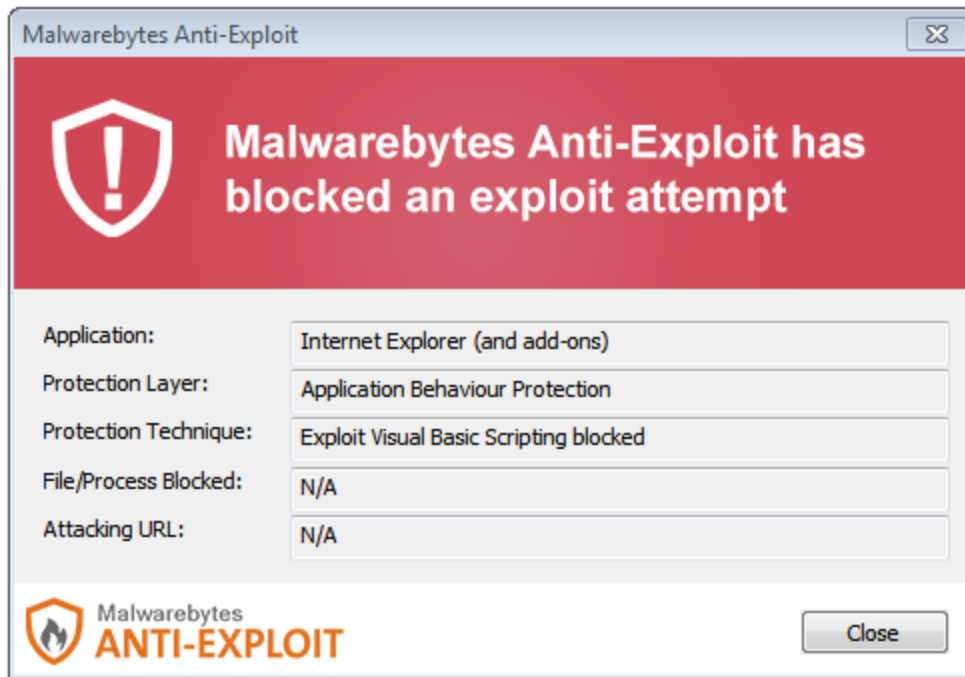 Malwarebytes Anti-Exploit
Malwarebytes Anti-Exploit has
blocked an exploit attempt
Application: Internet Explorer (and add-ons)
Protection Layer: Application Behaviour Protection
Protection Technique: Exploit Visual Basic Scripting blocked
File/Process Blocked: N/A
Attacking URL: N/A
Malwarebytes
ANTI-EXPLOIT
Close